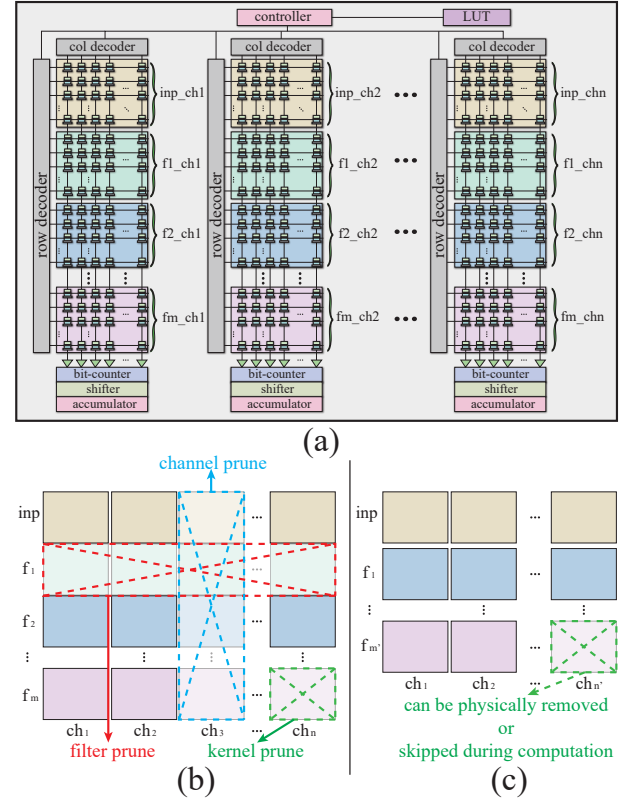 controller LUT
col decoder col decoder col decoder
row decoder row decoder row decoder
inp_ch1 inp_ch2 ••• inp_chn
f1_ch1 f1_ch2 ••• f1_chn
f2_ch1 f2_ch2 ••• f2_chn
fm_ch1 fm_ch2 ••• fm_chn
bit-counter bit-counter bit-counter
shifter shifter shifter
accumulator accumulator accumulator
(a)
channel prune
inp ...
f1 ...
f2 ...
fm ...
ch1 ch2 ch3 ... chn
filter prune kernel prune
(b)
inp ...
f1 ...
fm' ...
ch1 ch2 ... chn'
can be physically removed
or
skipped during computation
(c)